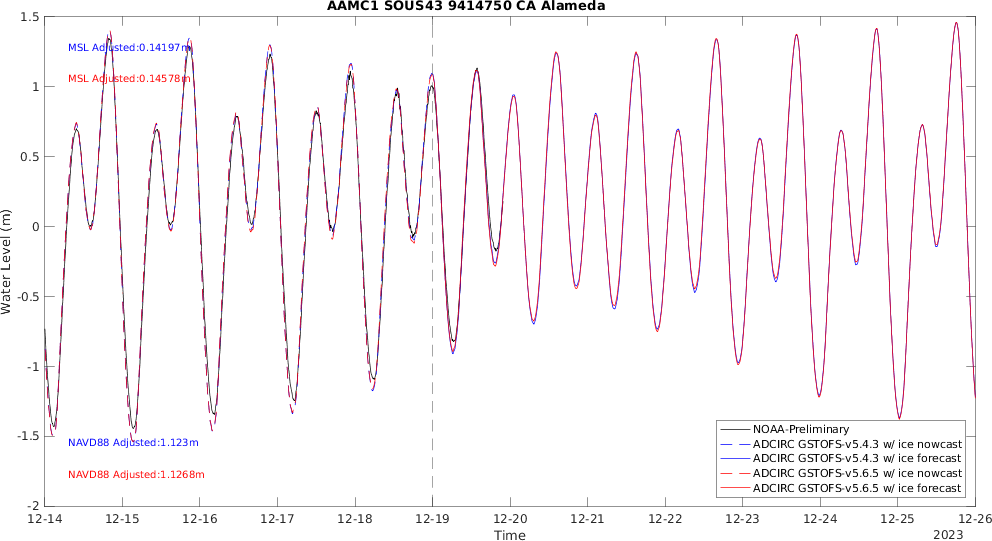 AAMC1 SOUS43 9414750 CA Alameda
1.5
1
0.5
0
-0.5
-1
-1.5
-2
Water Level (m)
MSL Adjusted:0.14197m
MSL Adjusted:0.14578m
NAVD88 Adjusted:1.123m
NAVD88 Adjusted:1.1268m
NOAA-Preliminary
ADCIRC GSTOFS-v5.4.3 w/ ice nowcast
ADCIRC GSTOFS-v5.4.3 w/ ice forecast
ADCIRC GSTOFS-v5.6.5 w/ ice nowcast
ADCIRC GSTOFS-v5.6.5 w/ ice forecast
12-14 12-15 12-16 12-17 12-18 12-19 12-20 12-21 12-22 12-23 12-24 12-25 12-26
Time
2023